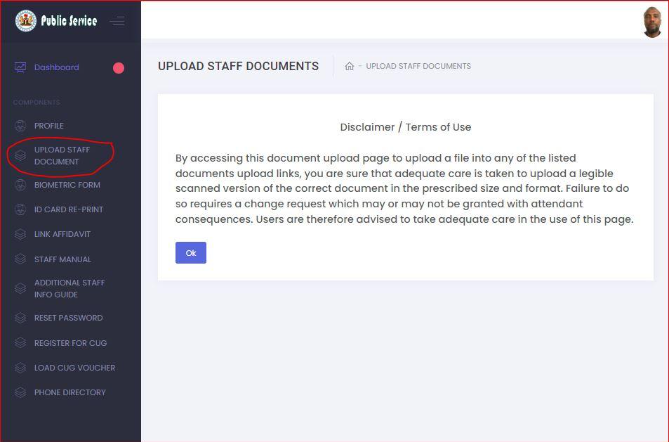 Public Service
Dashboard
COMPONENTS
PROFILE
UPLOAD STAFF
DOCUMENT
BIOMETRIC FORM
ID CARD RE-PRINT
LINK AFFIDAVIT
STAFF MANUAL
ADDITIONAL STAFF
INFO GUIDE
RESET PASSWORD
REGISTER FOR CUG
LOAD CUG VOUCHER
PHONE DIRECTORY
UPLOAD STAFF DOCUMENTS
- UPLOAD STAFF DOCUMENTS
Disclaimer / Terms of Use
By accessing this document upload page to upload a file into any of the listed
documents upload links, you are sure that adequate care is taken to upload a legible
scanned version of the correct document in the prescribed size and format. Failure to do
so requires a change request which may or may not be granted with attendant
consequences. Users are therefore advised to take adequate care in the use of this page.
Ok